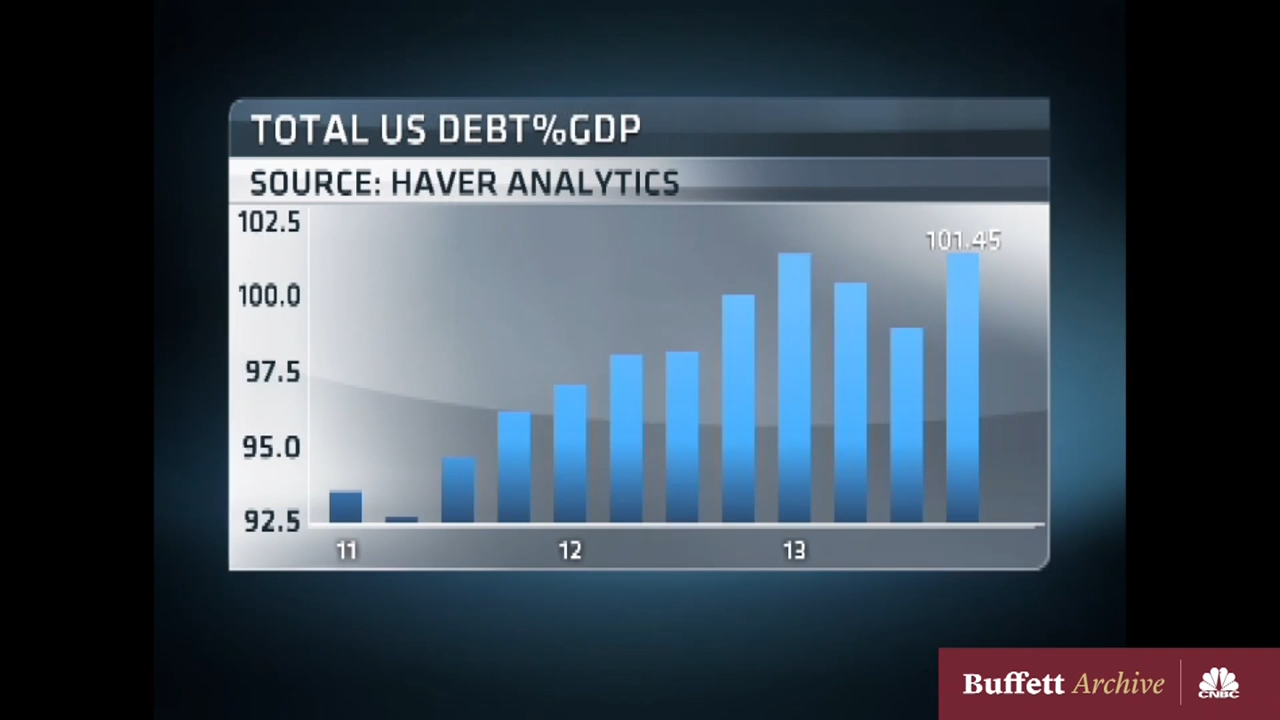 TOTAL US DEBT%GDP
SOURCE: HAVER ANALYTICS
102.5
101.45
100.0
97.5
95.0
92.5
11 12 13
Buffett Archive
CNBC